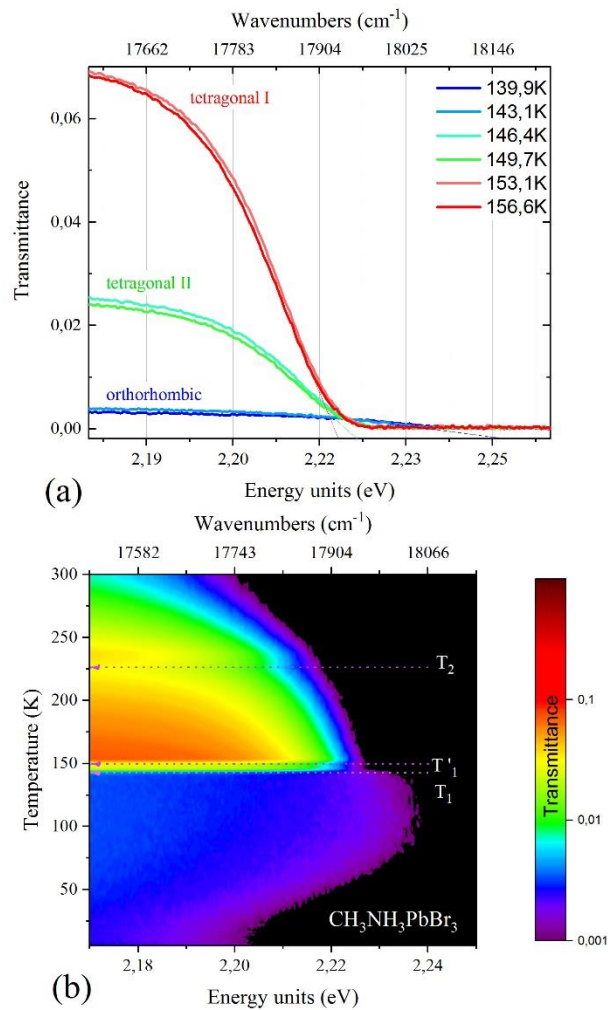 Wavenumbers (cm-1)
17662 17783 17904 18025 18146
tetragonal I
139,9K
143,1K
146,4K
149,7K
153,1K
156,6K
0,06
0,04
0,02
0,00
Transmittance
tetragonal II
orthorhombic
2,19 2,20 2,22 2,23 2,25
(a)
Energy units (eV)
Wavenumbers (cm-1)
17582 17743 17904 18066
300
250
200
150
100
50
Temperature (K)
T2
T'1
T1
CH3NH3PbBr3
2,18 2,20 2,22 2,24
(b)
Energy units (eV)
0,1
0,01
0,001
Transmittance